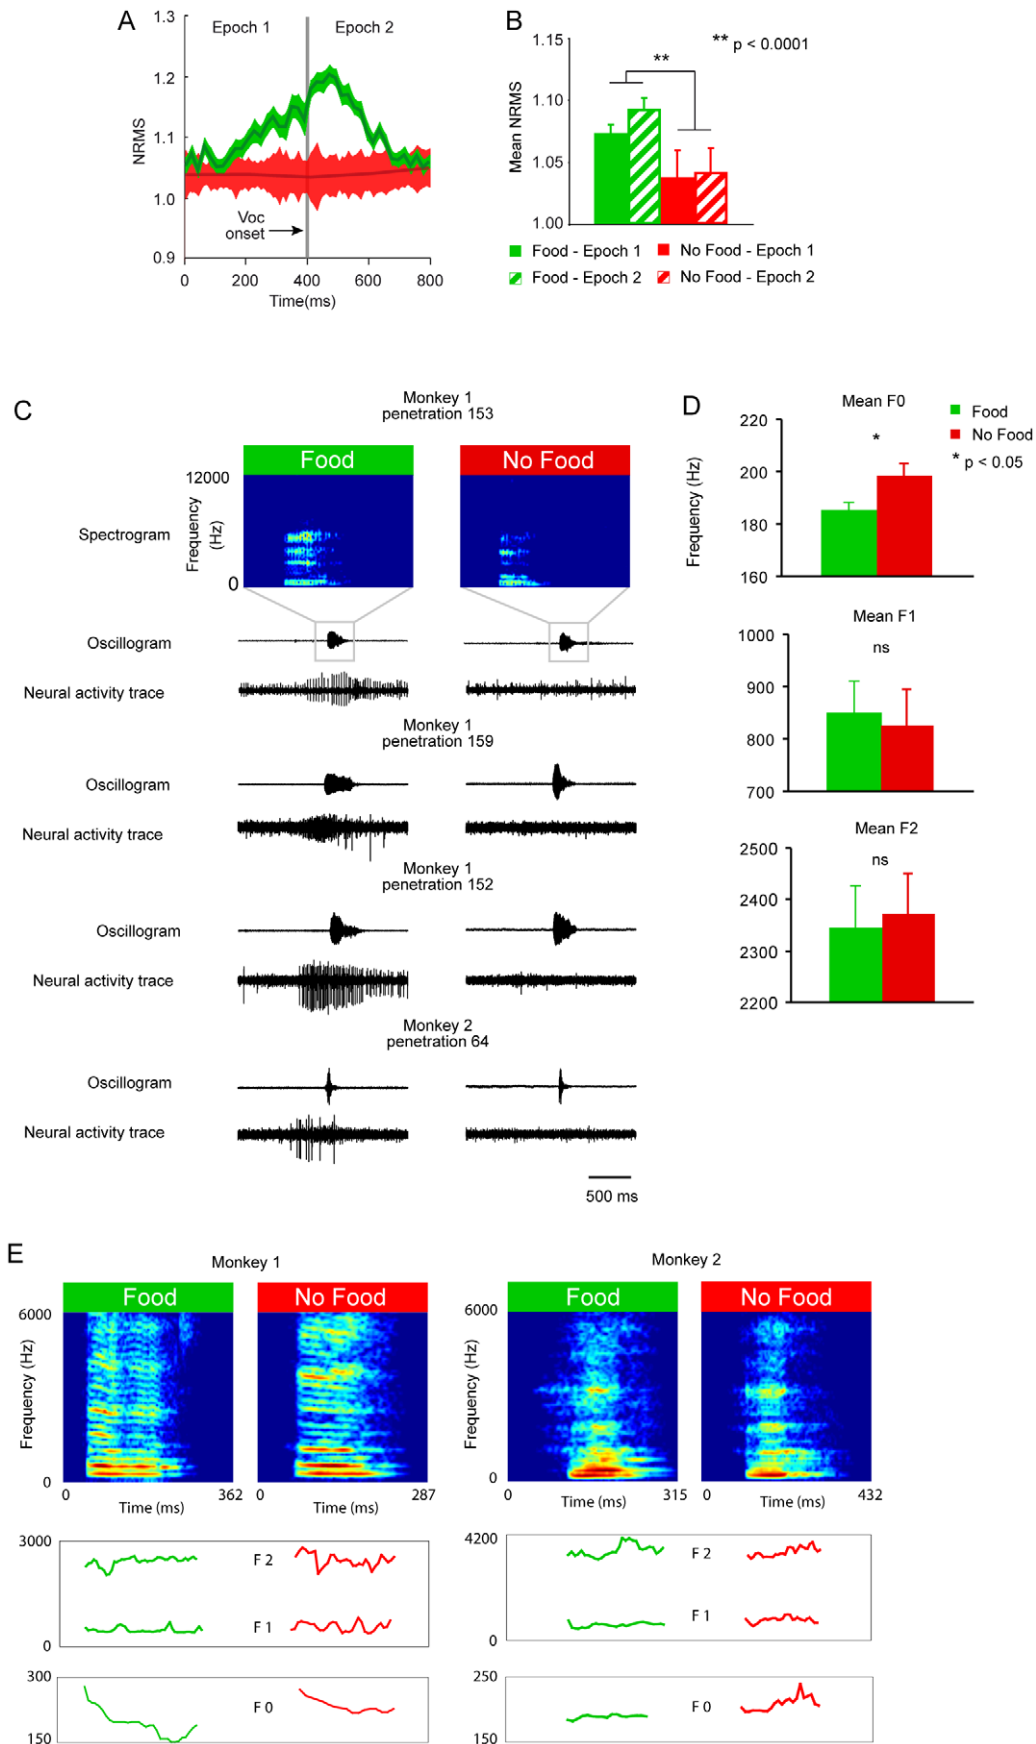 A
1.3
1.2
1.1
1.0
0.9
NRMS
Epoch 1
Epoch 2
Voc
onset
0
200
400
600
800
Time(ms)
B
1.15
1.10
1.05
1.00
Mean NRMS
** p < 0.0001
**
Food - Epoch 1
No Food - Epoch 1
Food - Epoch 2
No Food - Epoch 2
C
Monkey 1
penetration 153
Food
No Food
12000
Frequency
(Hz)
0
Spectrogram
Oscillogram
Neural activity trace
Monkey 1
penetration 159
Oscillogram
Neural activity trace
Monkey 1
penetration 152
Oscillogram
Neural activity trace
Monkey 2
penetration 64
Oscillogram
Neural activity trace
500 ms
D
Mean F0
Food
No Food
* p < 0.05
*
Frequency (Hz)
220
200
180
160
Mean F1
ns
1000
900
800
700
Mean F2
ns
2500
2400
2300
2200
E
Monkey 1
Food
No Food
6000
Frequency (Hz)
0
0
Time (ms)
362
0
Time (ms)
287
3000
0
F 2
F 1
300
150
F 0
Monkey 2
Food
No Food
6000
Frequency (Hz)
0
0
Time (ms)
315
0
Time (ms)
432
4200
0
F 2
F 1
250
150
F 0